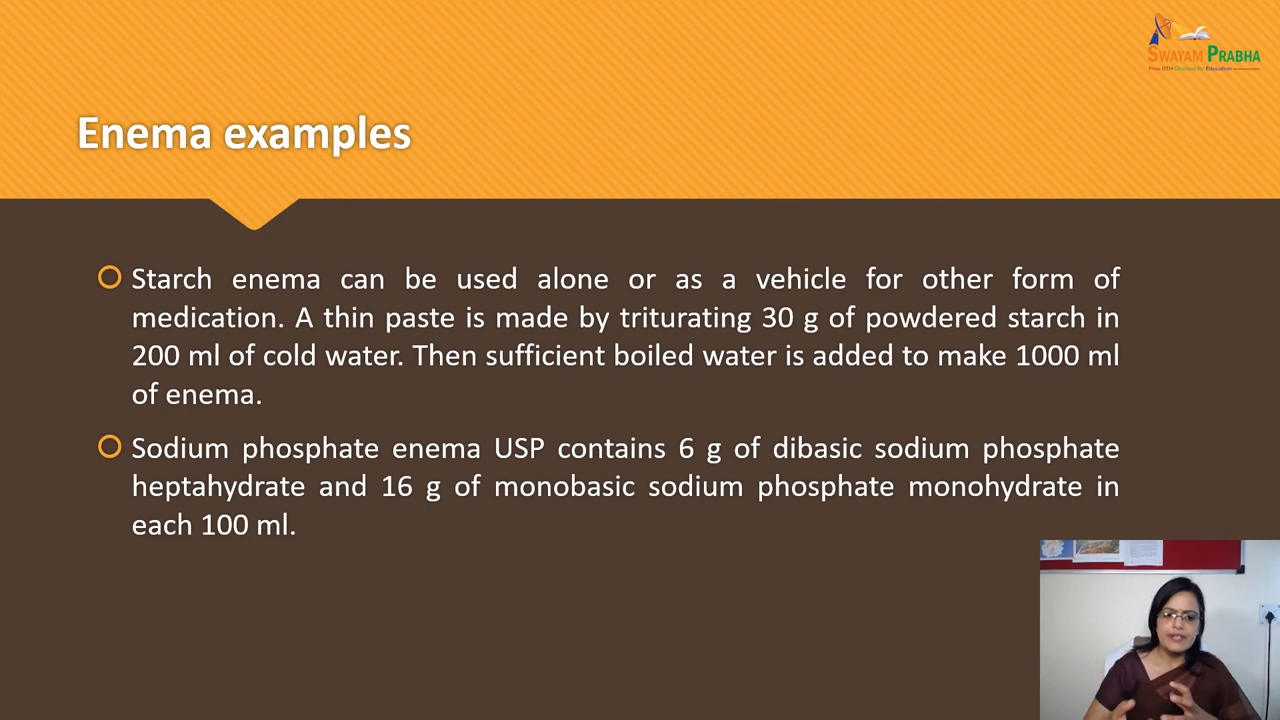 SWAYAM PRABHA
Free DTH Channel for Education
Enema examples
Starch enema can be used alone or as a vehicle for other form of
medication. A thin paste is made by triturating 30 g of powdered starch in
200 ml of cold water. Then sufficient boiled water is added to make 1000 ml
of enema.
Sodium phosphate enema USP contains 6 g of dibasic sodium phosphate
heptahydrate and 16 g of monobasic sodium phosphate monohydrate in
each 100 ml.